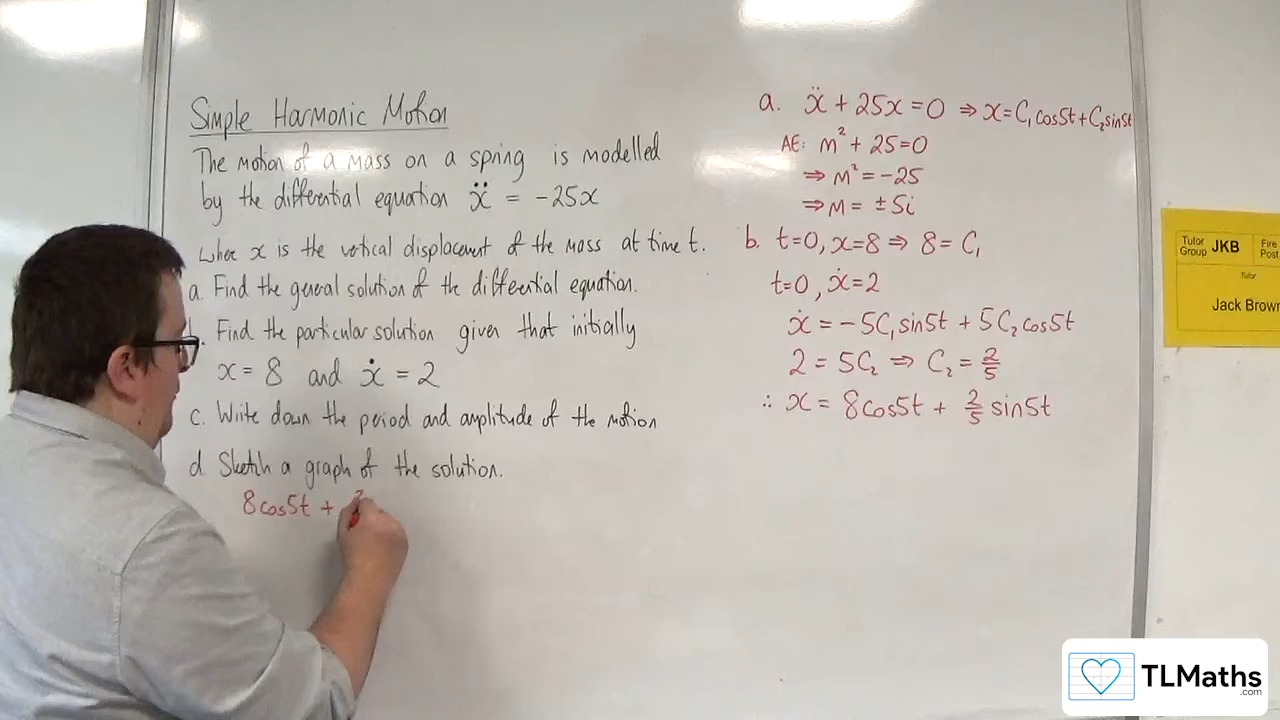 Simple Harmonic Motion
The motion of a mass on a spring is modelled
by the differential equation ẍ = -25x
where x is the vertical displacement of the mass at time t.
a. Find the general solution of the differential equation.
. Find the particular solution given that initially
x = 8 and ẋ = 2
c. Write down the period and amplitude of the motion
d. Sketch a graph of the solution.
8cos5t +
a. ẍ + 25x = 0 ⇒ x = C₁cos5t + C₂sin5t
AE: m² + 25 = 0
⇒ m² = -25
⇒ m = ±5i
b. t=0, x=8 ⇒ 8 = C₁
t=0, ẋ=2
ẋ = -5C₁sin5t + 5C₂cos5t
2 = 5C₂ ⇒ C₂ = 2/5
∴ x = 8cos5t + 2/5 sin5t
Tutor Group JKB
Fire
Post
Tutor
Jack Brow
TLMaths
.com